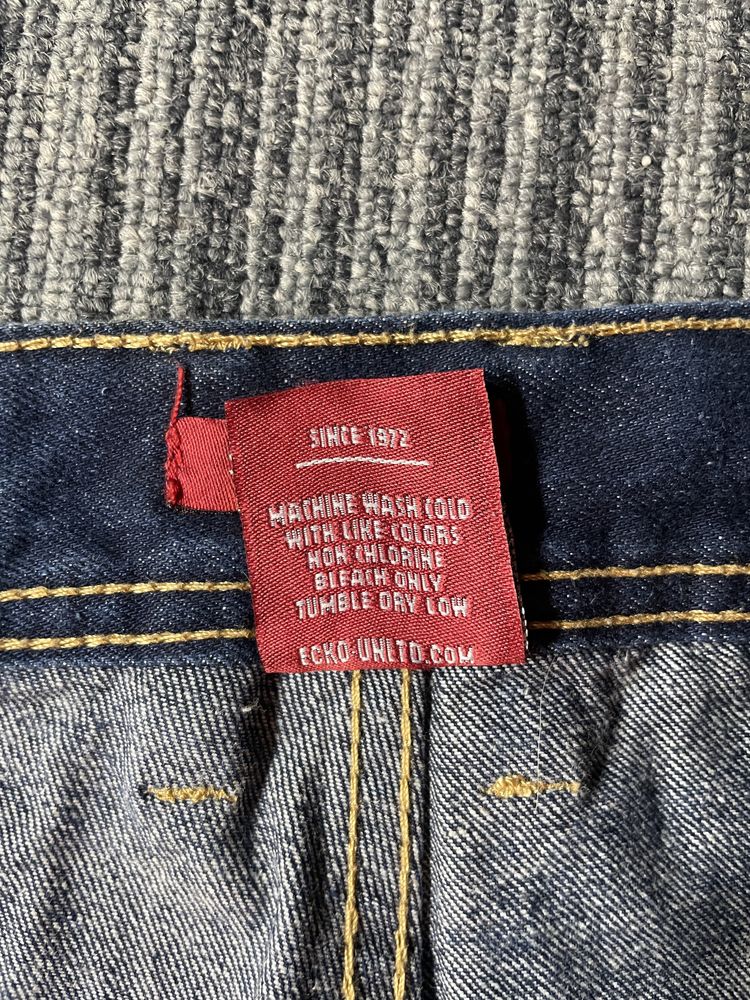 SINCE 1972
MACHINE WASH COLD
WITH LIKE COLORS
NON CHLORINE
BLEACH ONLY
TUMBLE DRY LOW
ECKO-UNLTD.COM